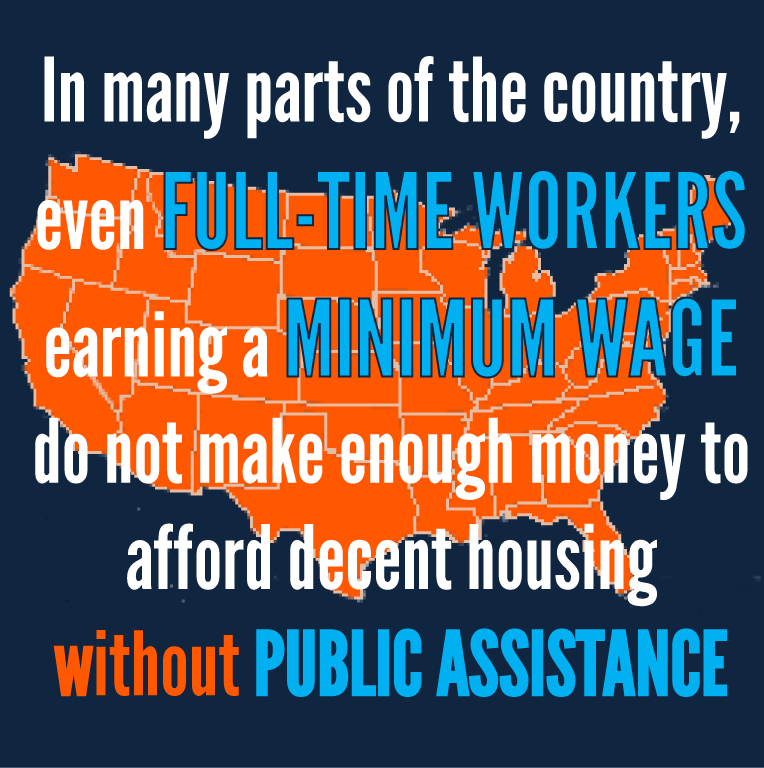 In many parts of the country,
even FULL-TIME WORKERS
earning a MINIMUM WAGE
do not make enough money to
afford decent housing
without PUBLIC ASSISTANCE